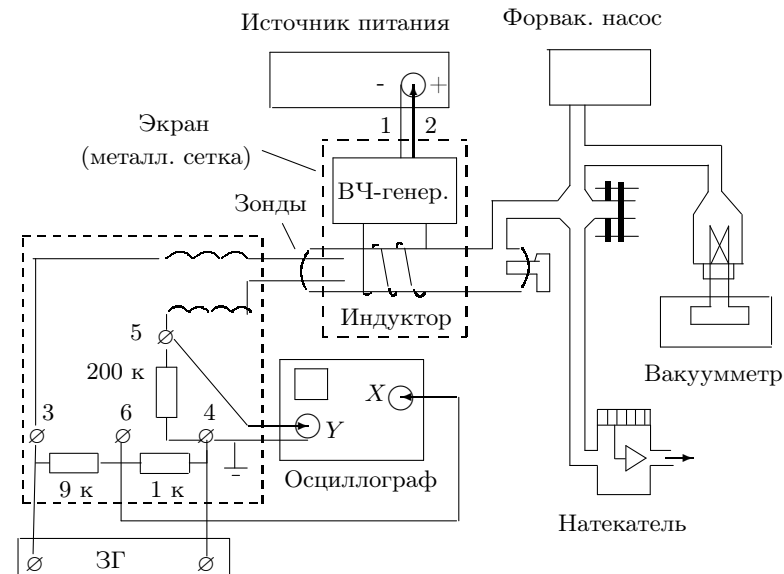 Источник питания
Форвак. насос
- +
1 2
Экран
(металл. сетка)
ВЧ-генер.
Зонды
Индуктор
5
200 к
X
Вакуумметр
3 6 4
Y
Осциллограф
9 к 1 к
Натекатель
ЗГ